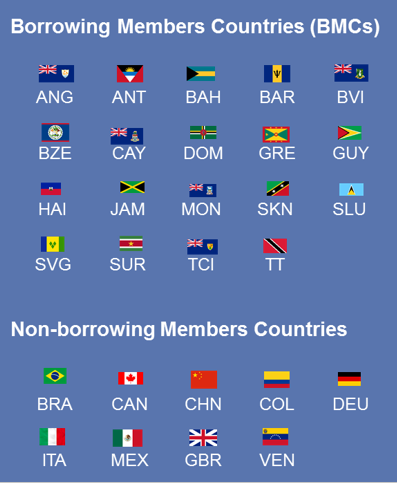 Borrowing Members Countries (BMCs)
ANG ANT BAH BAR BVI
BZE CAY DOM GRE GUY
HAI JAM MON SKN SLU
SVG SUR TCI TT
Non-borrowing Members Countries
BRA CAN CHN COL DEU
ITA MEX GBR VEN